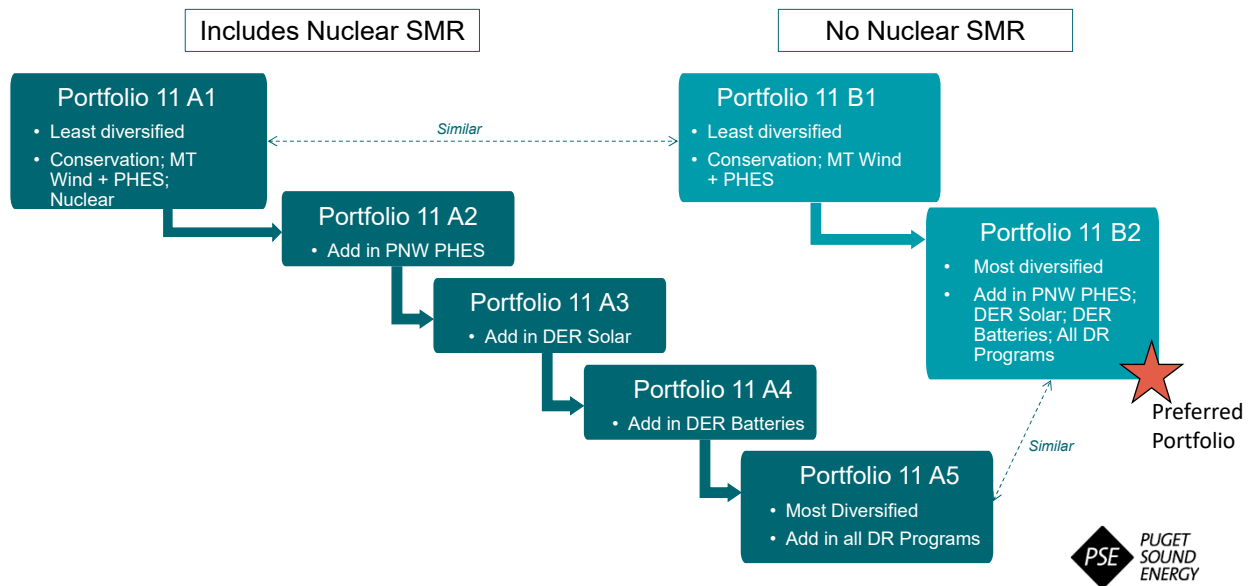 Includes Nuclear SMR
No Nuclear SMR
Portfolio 11 A1
• Least diversified
• Conservation; MT
Wind + PHES;
Nuclear
Similar
Portfolio 11 B1
• Least diversified
• Conservation; MT Wind
+ PHES
Portfolio 11 A2
• Add in PNW PHES
Portfolio 11 B2
• Most diversified
• Add in PNW PHES;
DER Solar; DER
Batteries; All DR
Programs
Portfolio 11 A3
• Add in DER Solar
Portfolio 11 A4
• Add in DER Batteries
Preferred
Portfolio
Similar
Portfolio 11 A5
• Most Diversified
• Add in all DR Programs
PSE
PUGET
SOUND
ENERGY